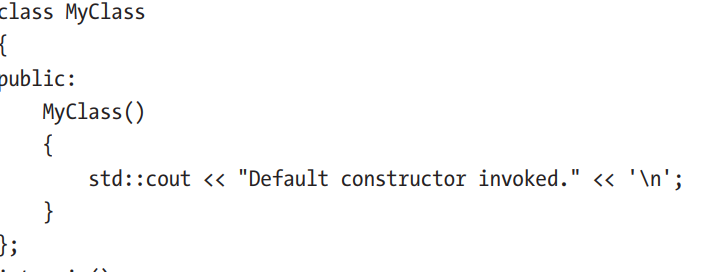 class MyClass
{
public:
    MyClass()
    {
        std::cout << "Default constructor invoked." << '\n';
    }
};